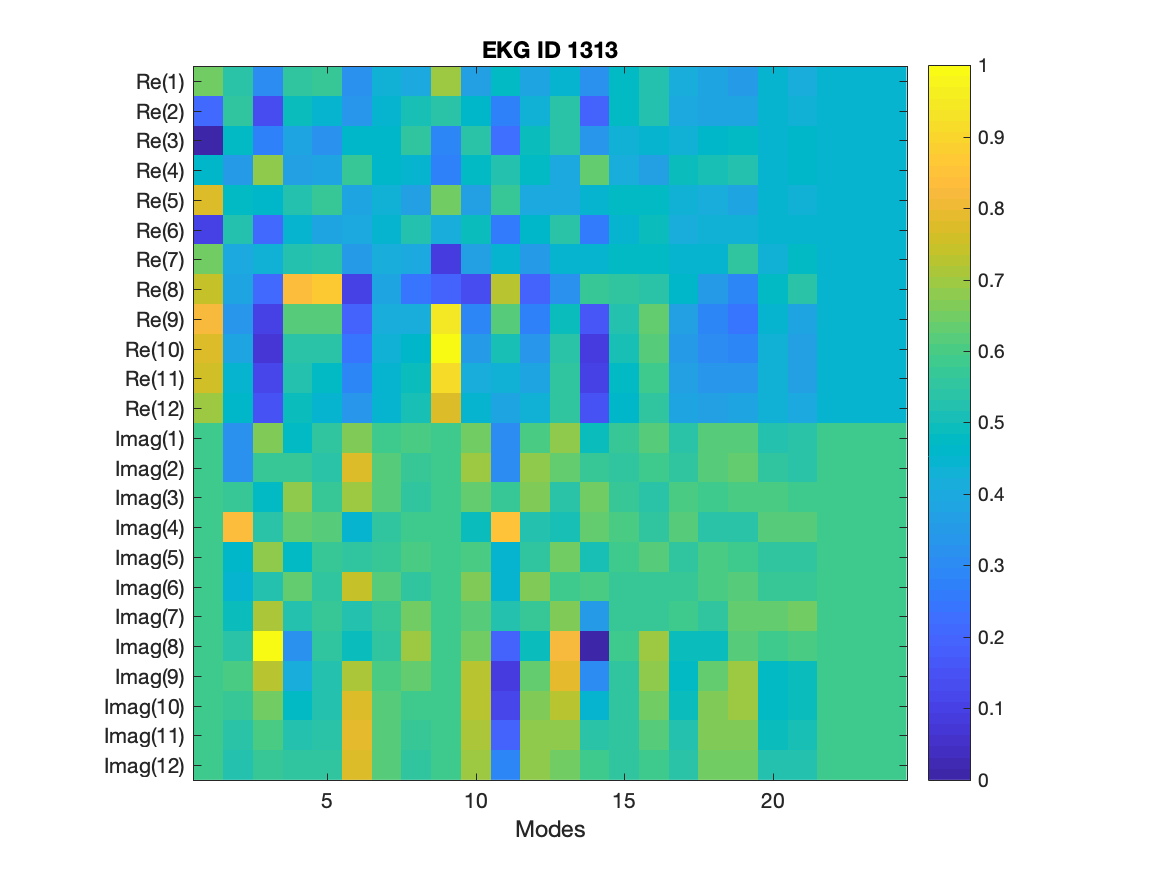 EKG ID 1313
Re(1)
Re(2)
Re(3)
Re(4)
Re(5)
Re(6)
Re(7)
Re(8)
Re(9)
Re(10)
Re(11)
Re(12)
Imag(1)
Imag(2)
Imag(3)
Imag(4)
Imag(5)
Imag(6)
Imag(7)
Imag(8)
Imag(9)
Imag(10)
Imag(11)
Imag(12)
5 10 15 20
Modes
1
0.9
0.8
0.7
0.6
0.5
0.4
0.3
0.2
0.1
0